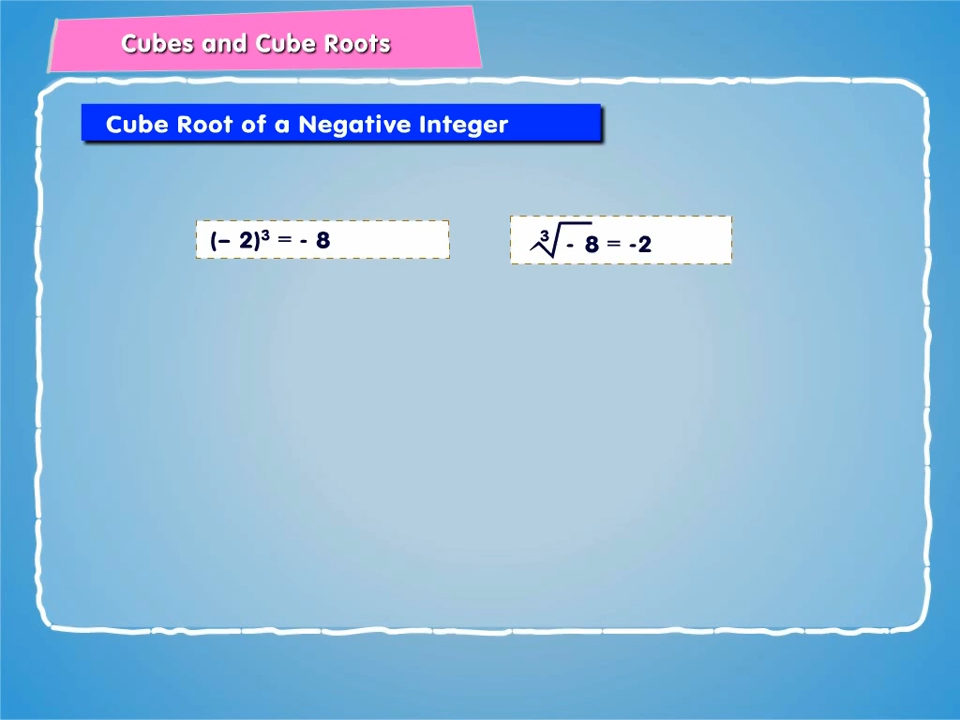 Cubes and Cube Roots
Cube Root of a Negative Integer
(– 2)³ = - 8
∛- 8 = -2